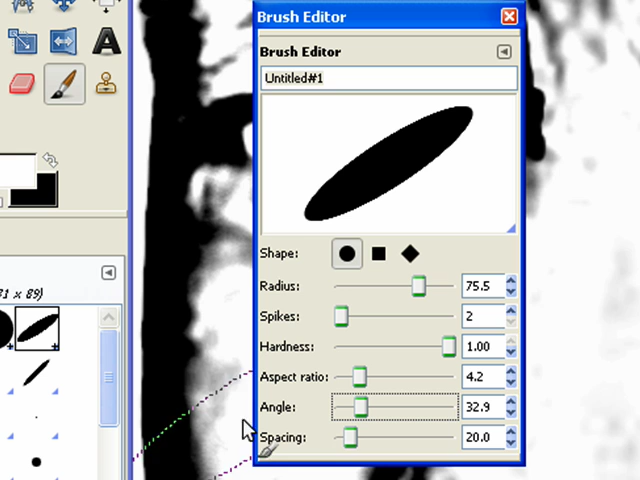 Brush Editor
Brush Editor
Untitled#1
Shape:
Radius: 75.5
Spikes: 2
Hardness: 1.00
Aspect ratio: 4.2
Angle: 32.9
Spacing: 20.0
A
x 89)